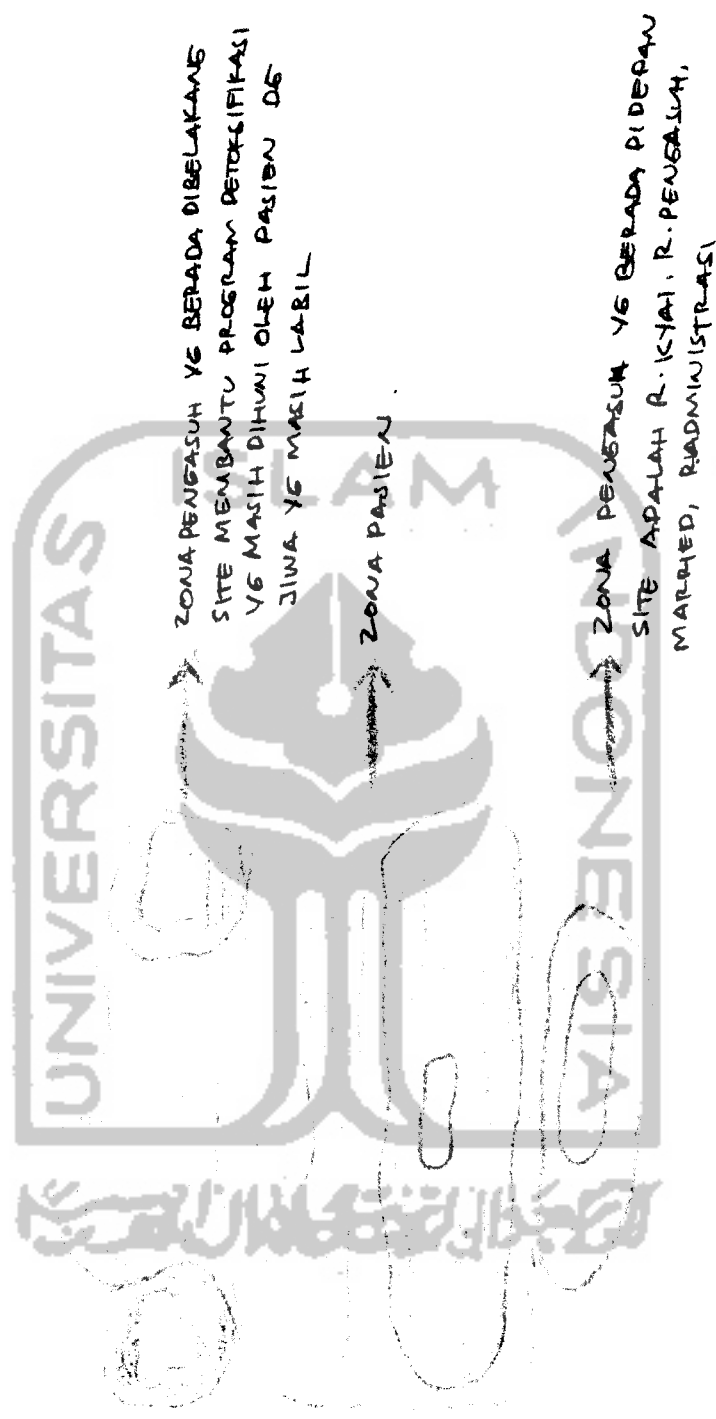 ZONA PENGASUH YG BERADA DIBELAKANG
SITE MEMBANTU PROGRAM DETOKSIFIKASI
YG MASIH DIHUNI OLEH PASIEN DG
JIWA YG MASIH LABIL
ZONA PASIEN.
ZONA PENGASUH YG BERADA DIDEPAN
SITE ADALAH R. KYAI, R. PENGASUH,
MARRIED, R.ADMINISTRASI
UNIVERSITAS
ISLAM
INDONESIA